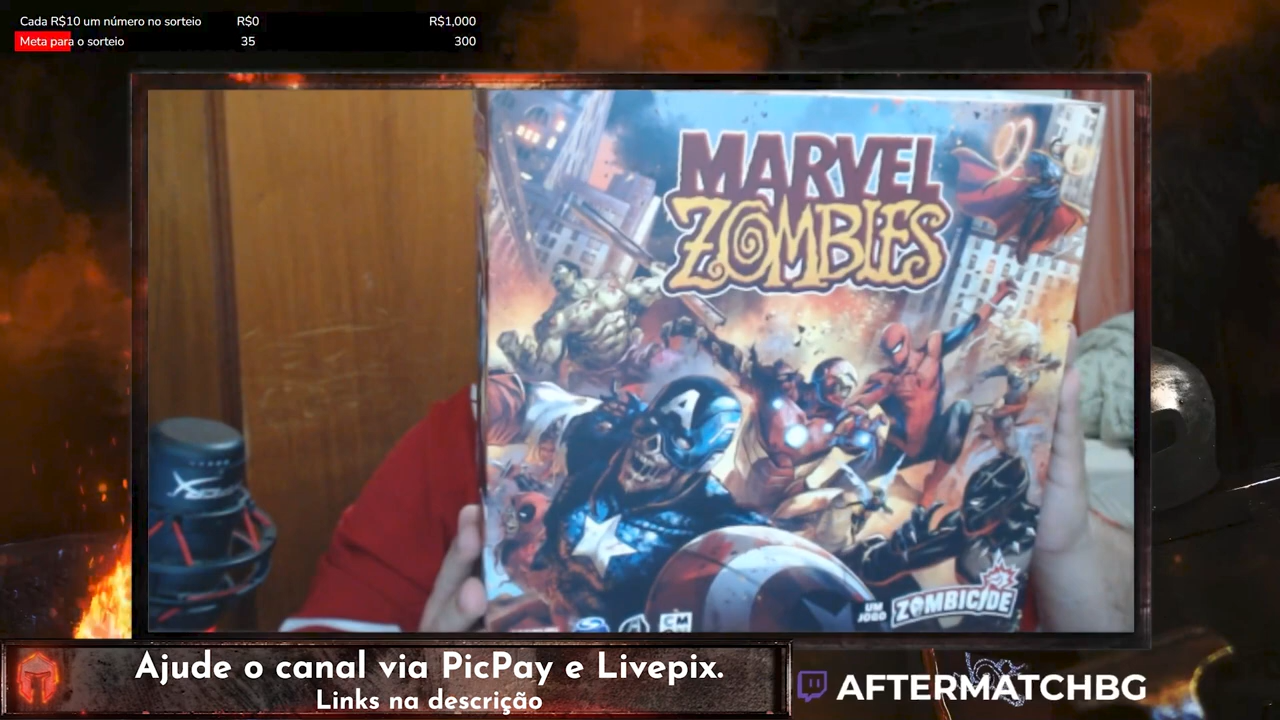 Cada R$10 um número no sorteio R$0 R$1,000
Meta para o sorteio 35 300
MARVEL
ZOMBIES
A
UM
JOGO
ZOMBICIDE
CM
Ajude o canal via PicPay e Livepix.
Links na descrição
AFTERMATCHBG